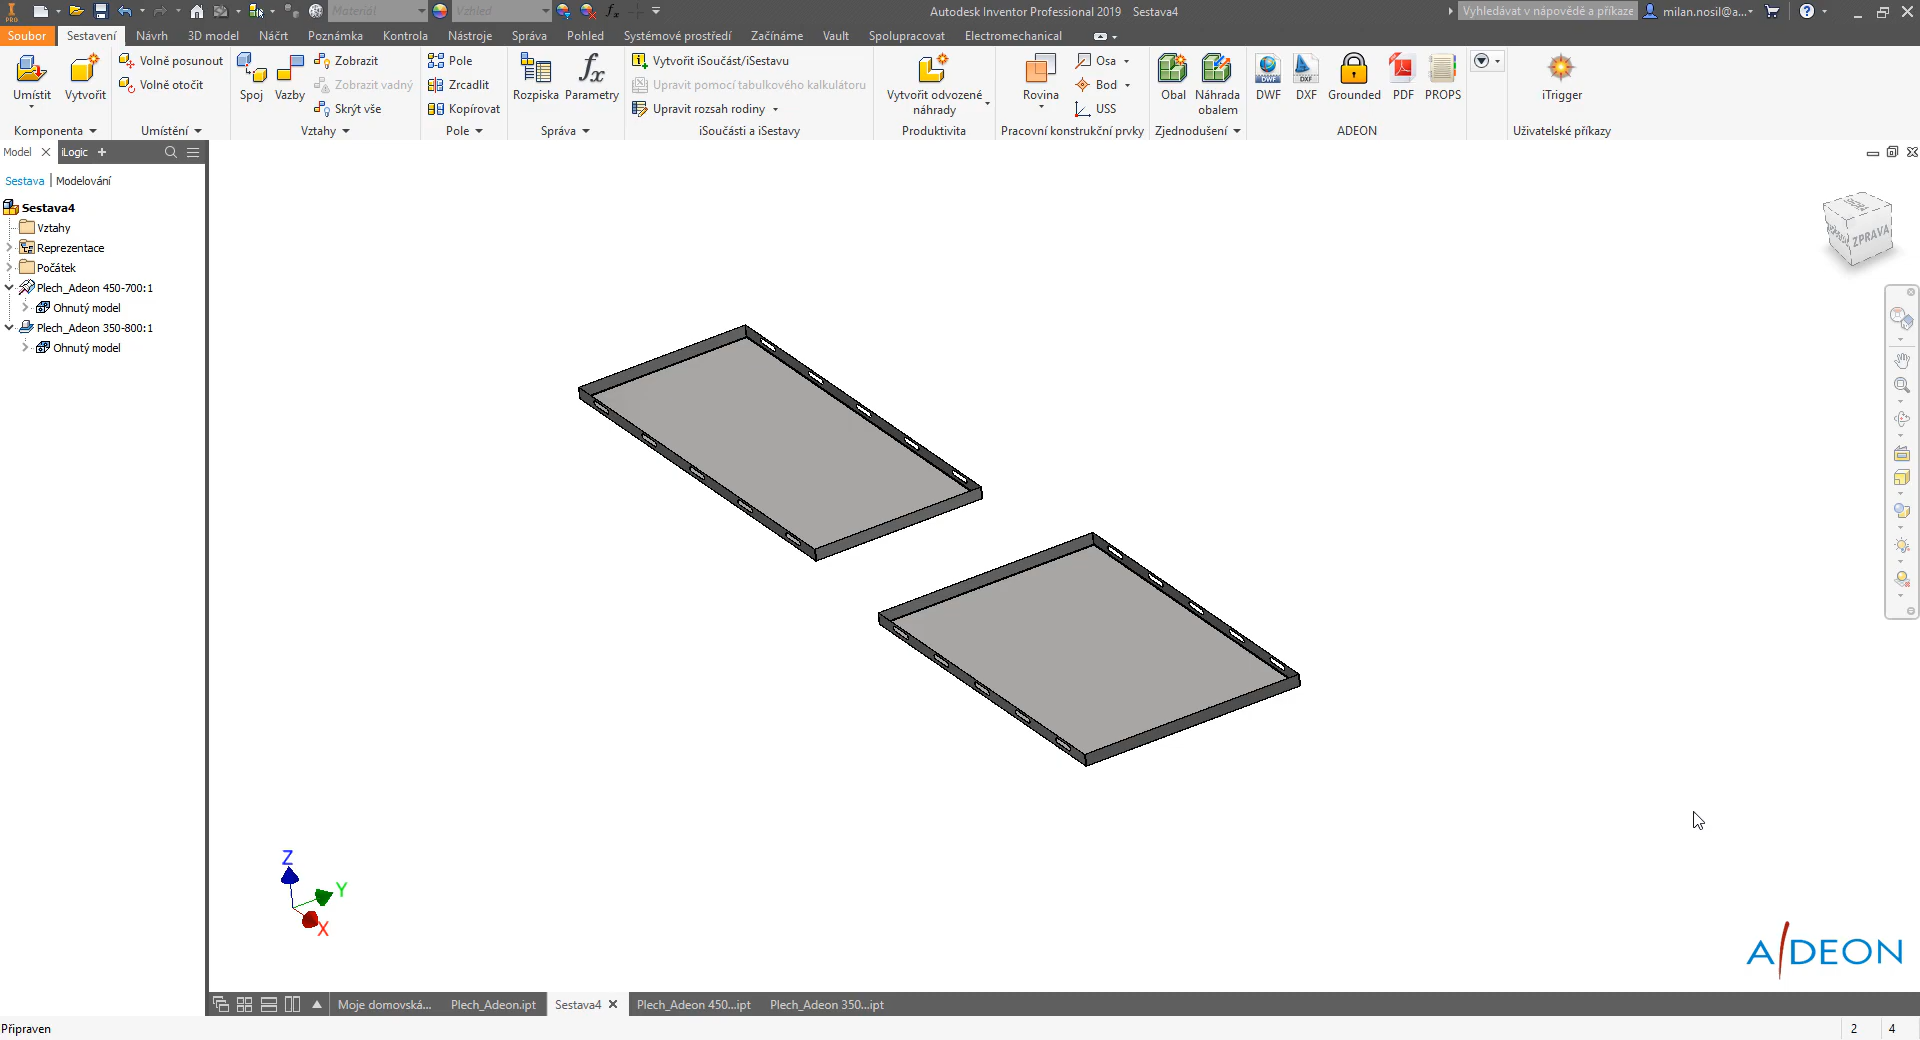 PRO
Materiál
Vzhled
Autodesk Inventor Professional 2019 Sestava4
Vyhledávat v nápovědě a příkaze
milan.nosil@a...
Soubor Sestavení Návrh 3D model Náčrt Poznámka Kontrola Nástroje Správa Pohled Systémové prostředí Začínáme Vault Spolupracovat Electromechanical
Umístit
Vytvořit
Volné posunout
Volné otočit
Spoj
Vazby
Zobrazit
Zobrazit vadný
Skrýt vše
Pole
Zrcadlit
Kopírovat
Rozpiska
Parametry
Vytvořit iSoučást/iSestavu
Upravit pomocí tabulkového kalkulátoru
Upravit rozsah rodiny
Vytvořit odvozené
náhrady
Rovina
Osa
Bod
USS
Obal
Náhrada
obalem
DWF
DXF
Grounded
PDF
PROPS
iTrigger
Komponenta Umístění Vztahy Pole Správa iSoučásti a iSestavy Produktivita Pracovní konstrukční prvky Zjednodušení ADEON Uživatelské příkazy
Model iLogic +
Sestava | Modelování
Sestava4
Vztahy
Reprezentace
Počátek
Plech_Adeon 450-700:1
Ohnutý model
Plech_Adeon 350-800:1
Ohnutý model
ZPRAVA
Z
Y
X
A/DEON
Moje domovská... Plech_Adeon.ipt Sestava4 Plech_Adeon 450...ipt Plech_Adeon 350...ipt
Připraven
2 4